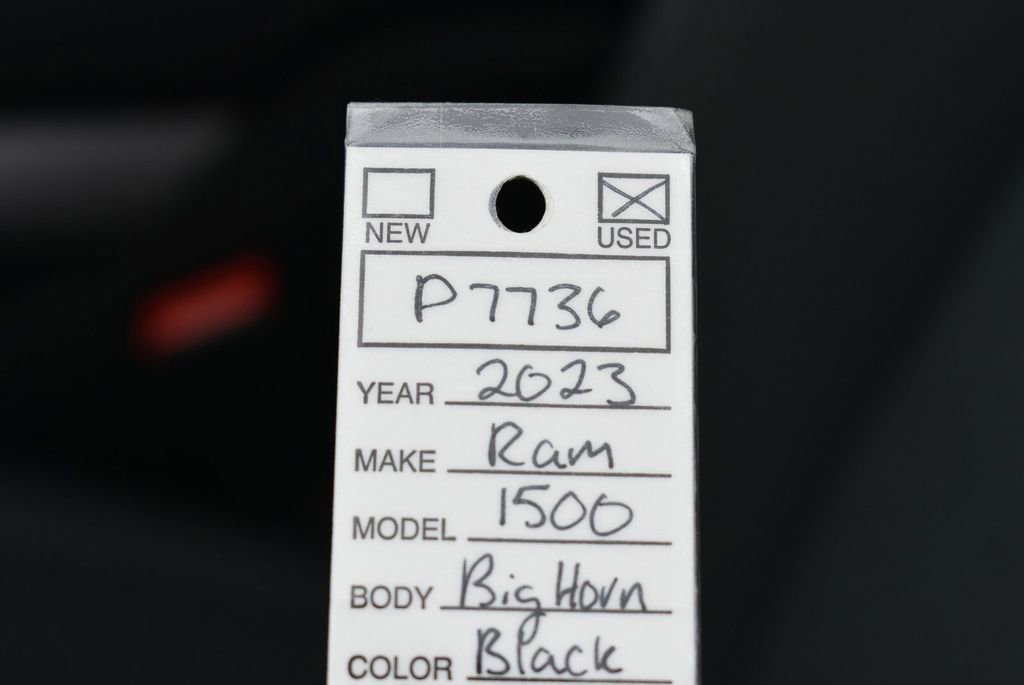 NEW USED
P7736
YEAR 2023
MAKE Ram
MODEL 1500
BODY Big Horn
COLOR Black